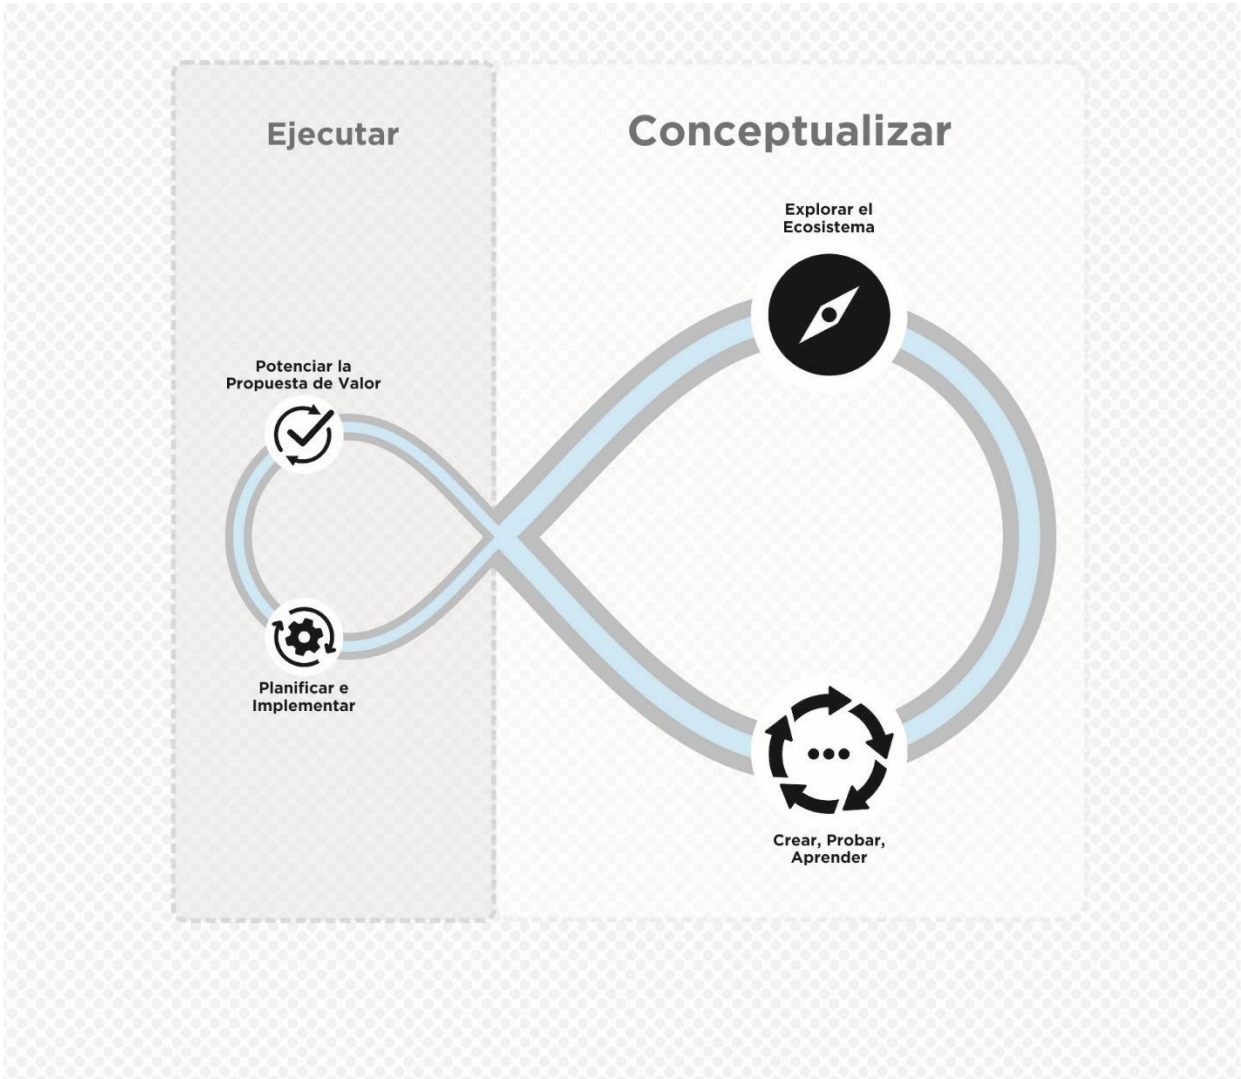 Ejecutar
Conceptualizar
Explorar el
Ecosistema
Potenciar la
Propuesta de Valor
Planificar e
Implementar
Crear, Probar,
Aprender